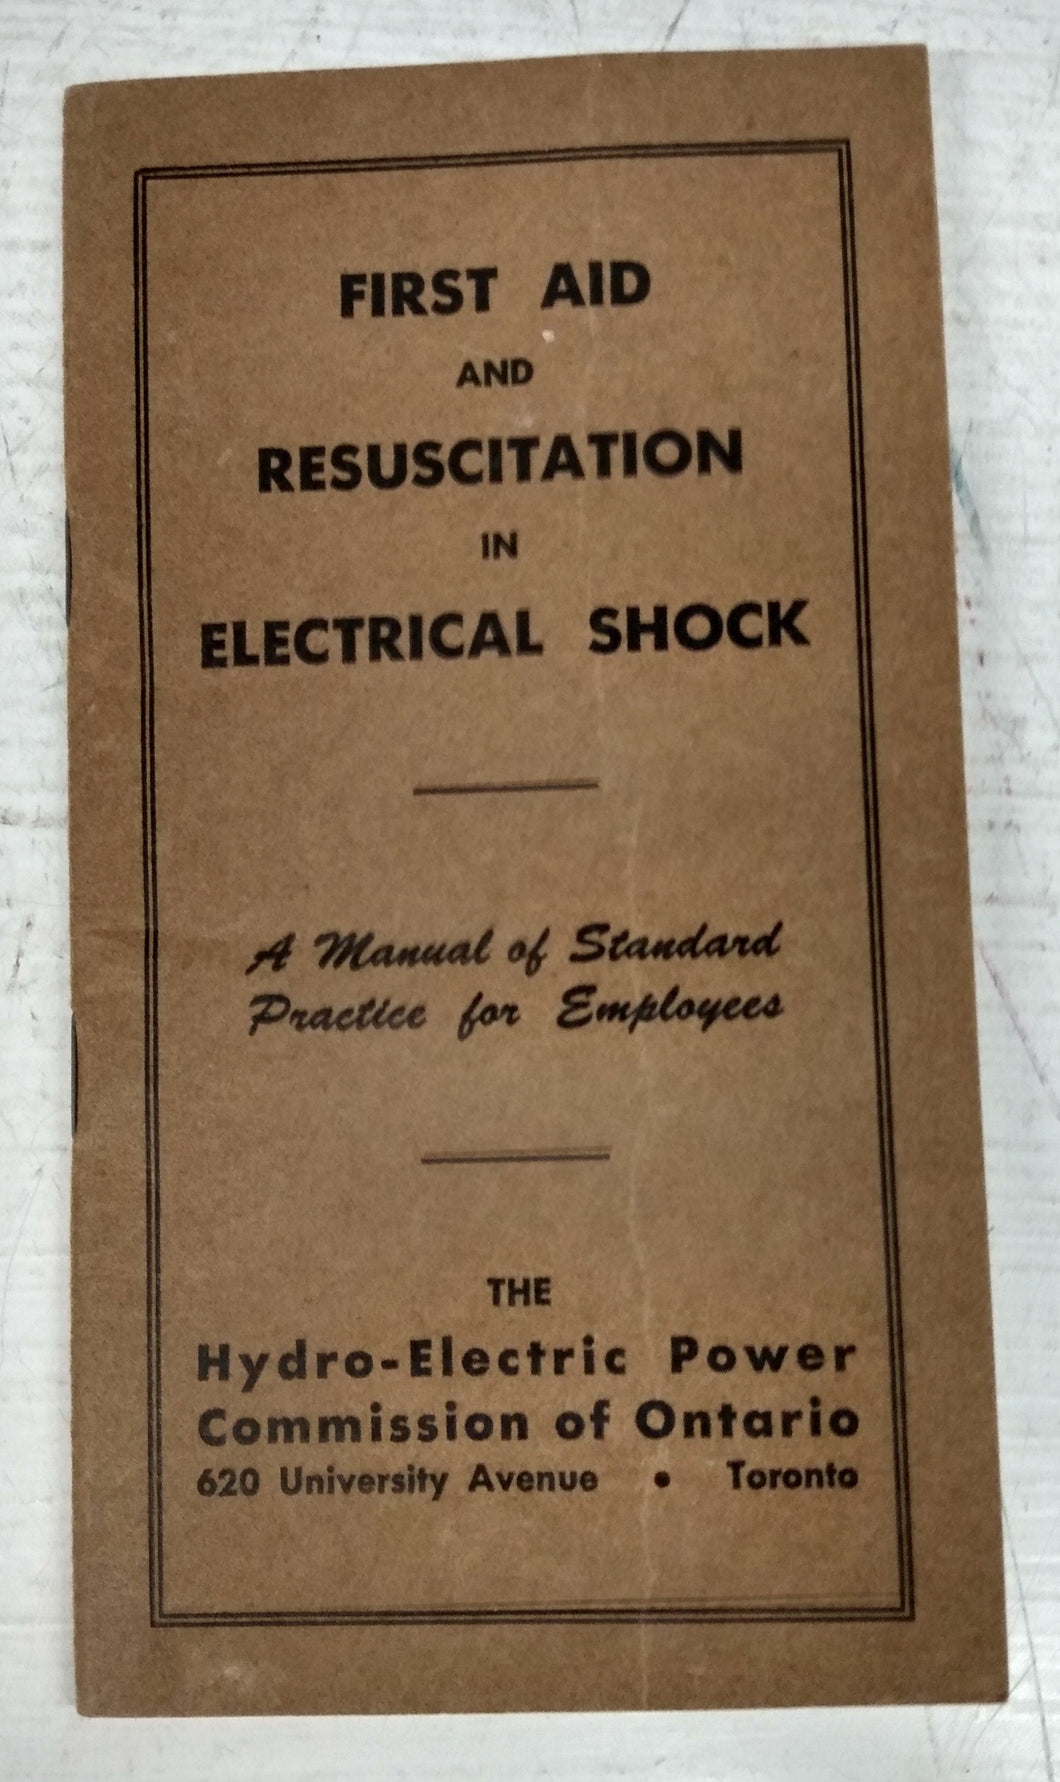 FIRST AID
AND
RESUSCITATION
IN
ELECTRICAL SHOCK
A Manual of Standard
Practice for Employees
THE
Hydro-Electric Power
Commission of Ontario
620 University Avenue • Toronto